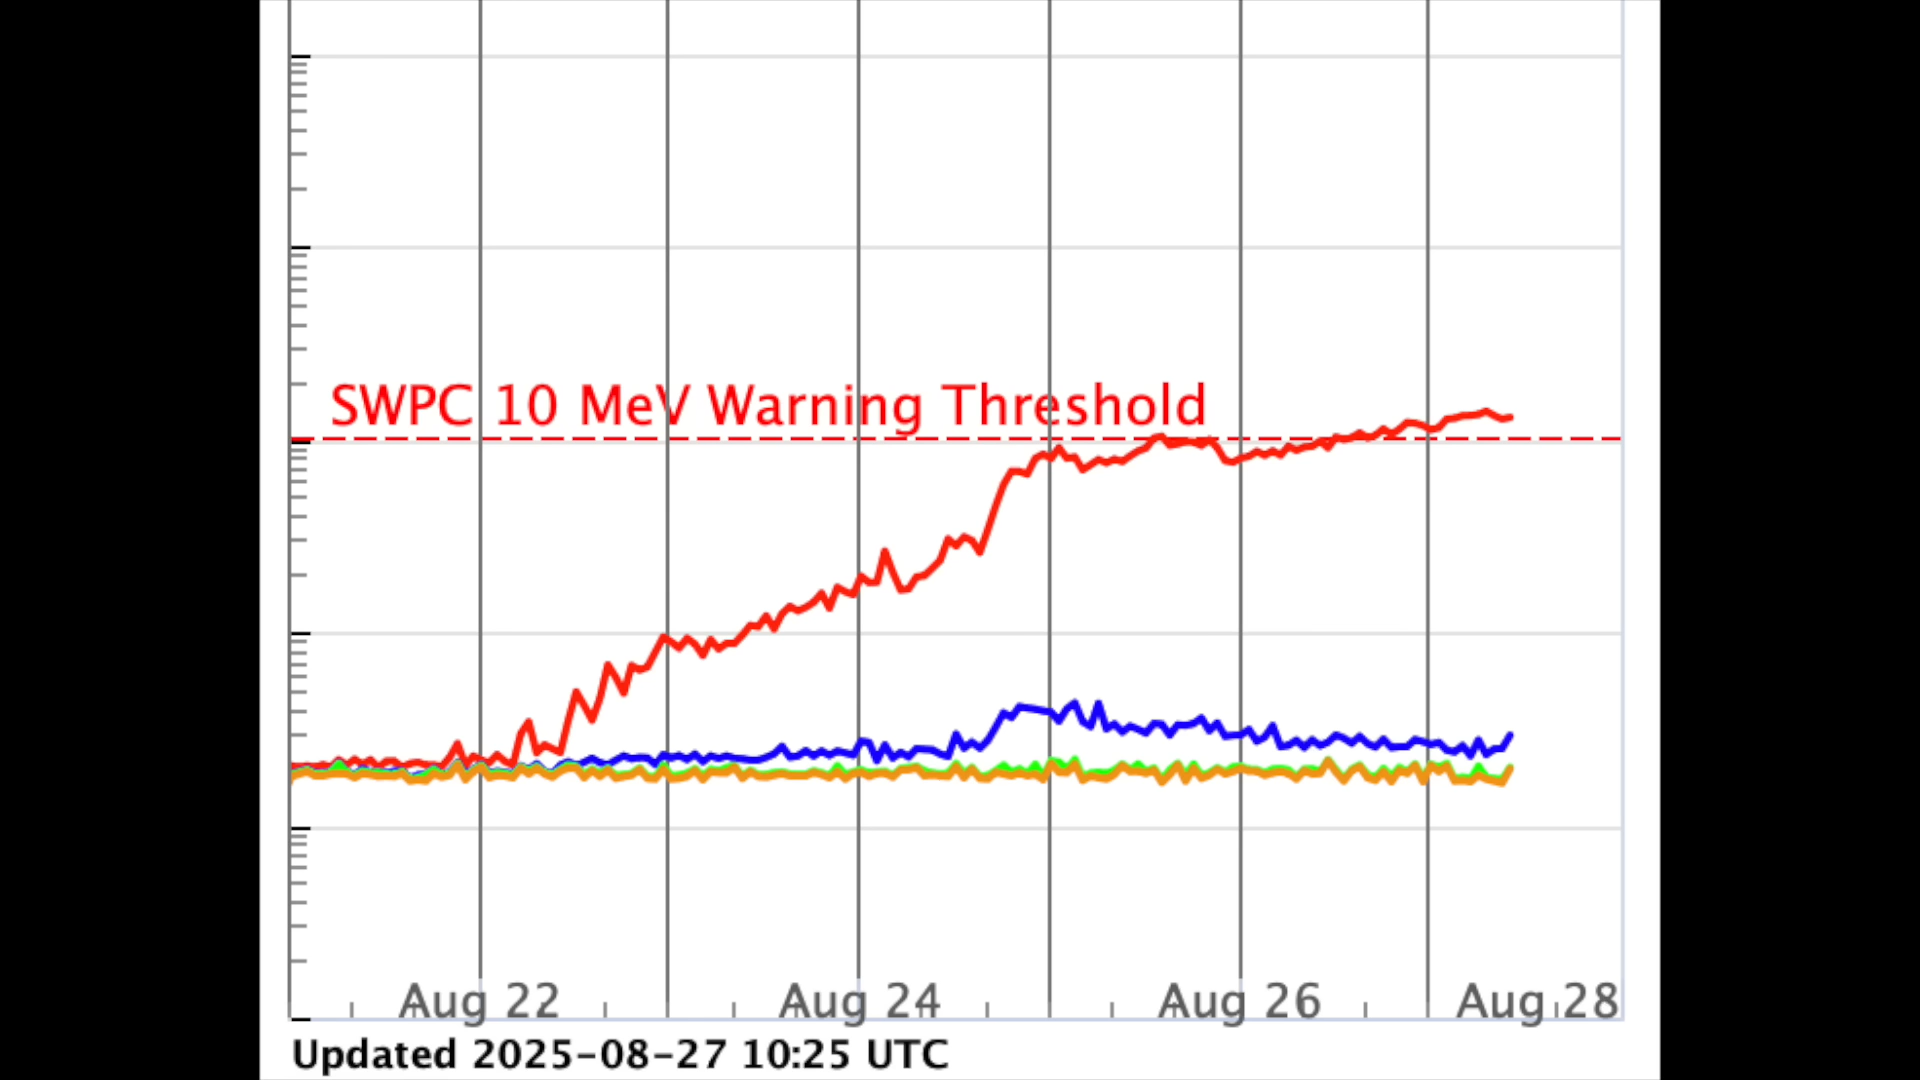 SWPC 10 MeV Warning Threshold
Aug 22 Aug 24 Aug 26 Aug 28
Updated 2025-08-27 10:25 UTC